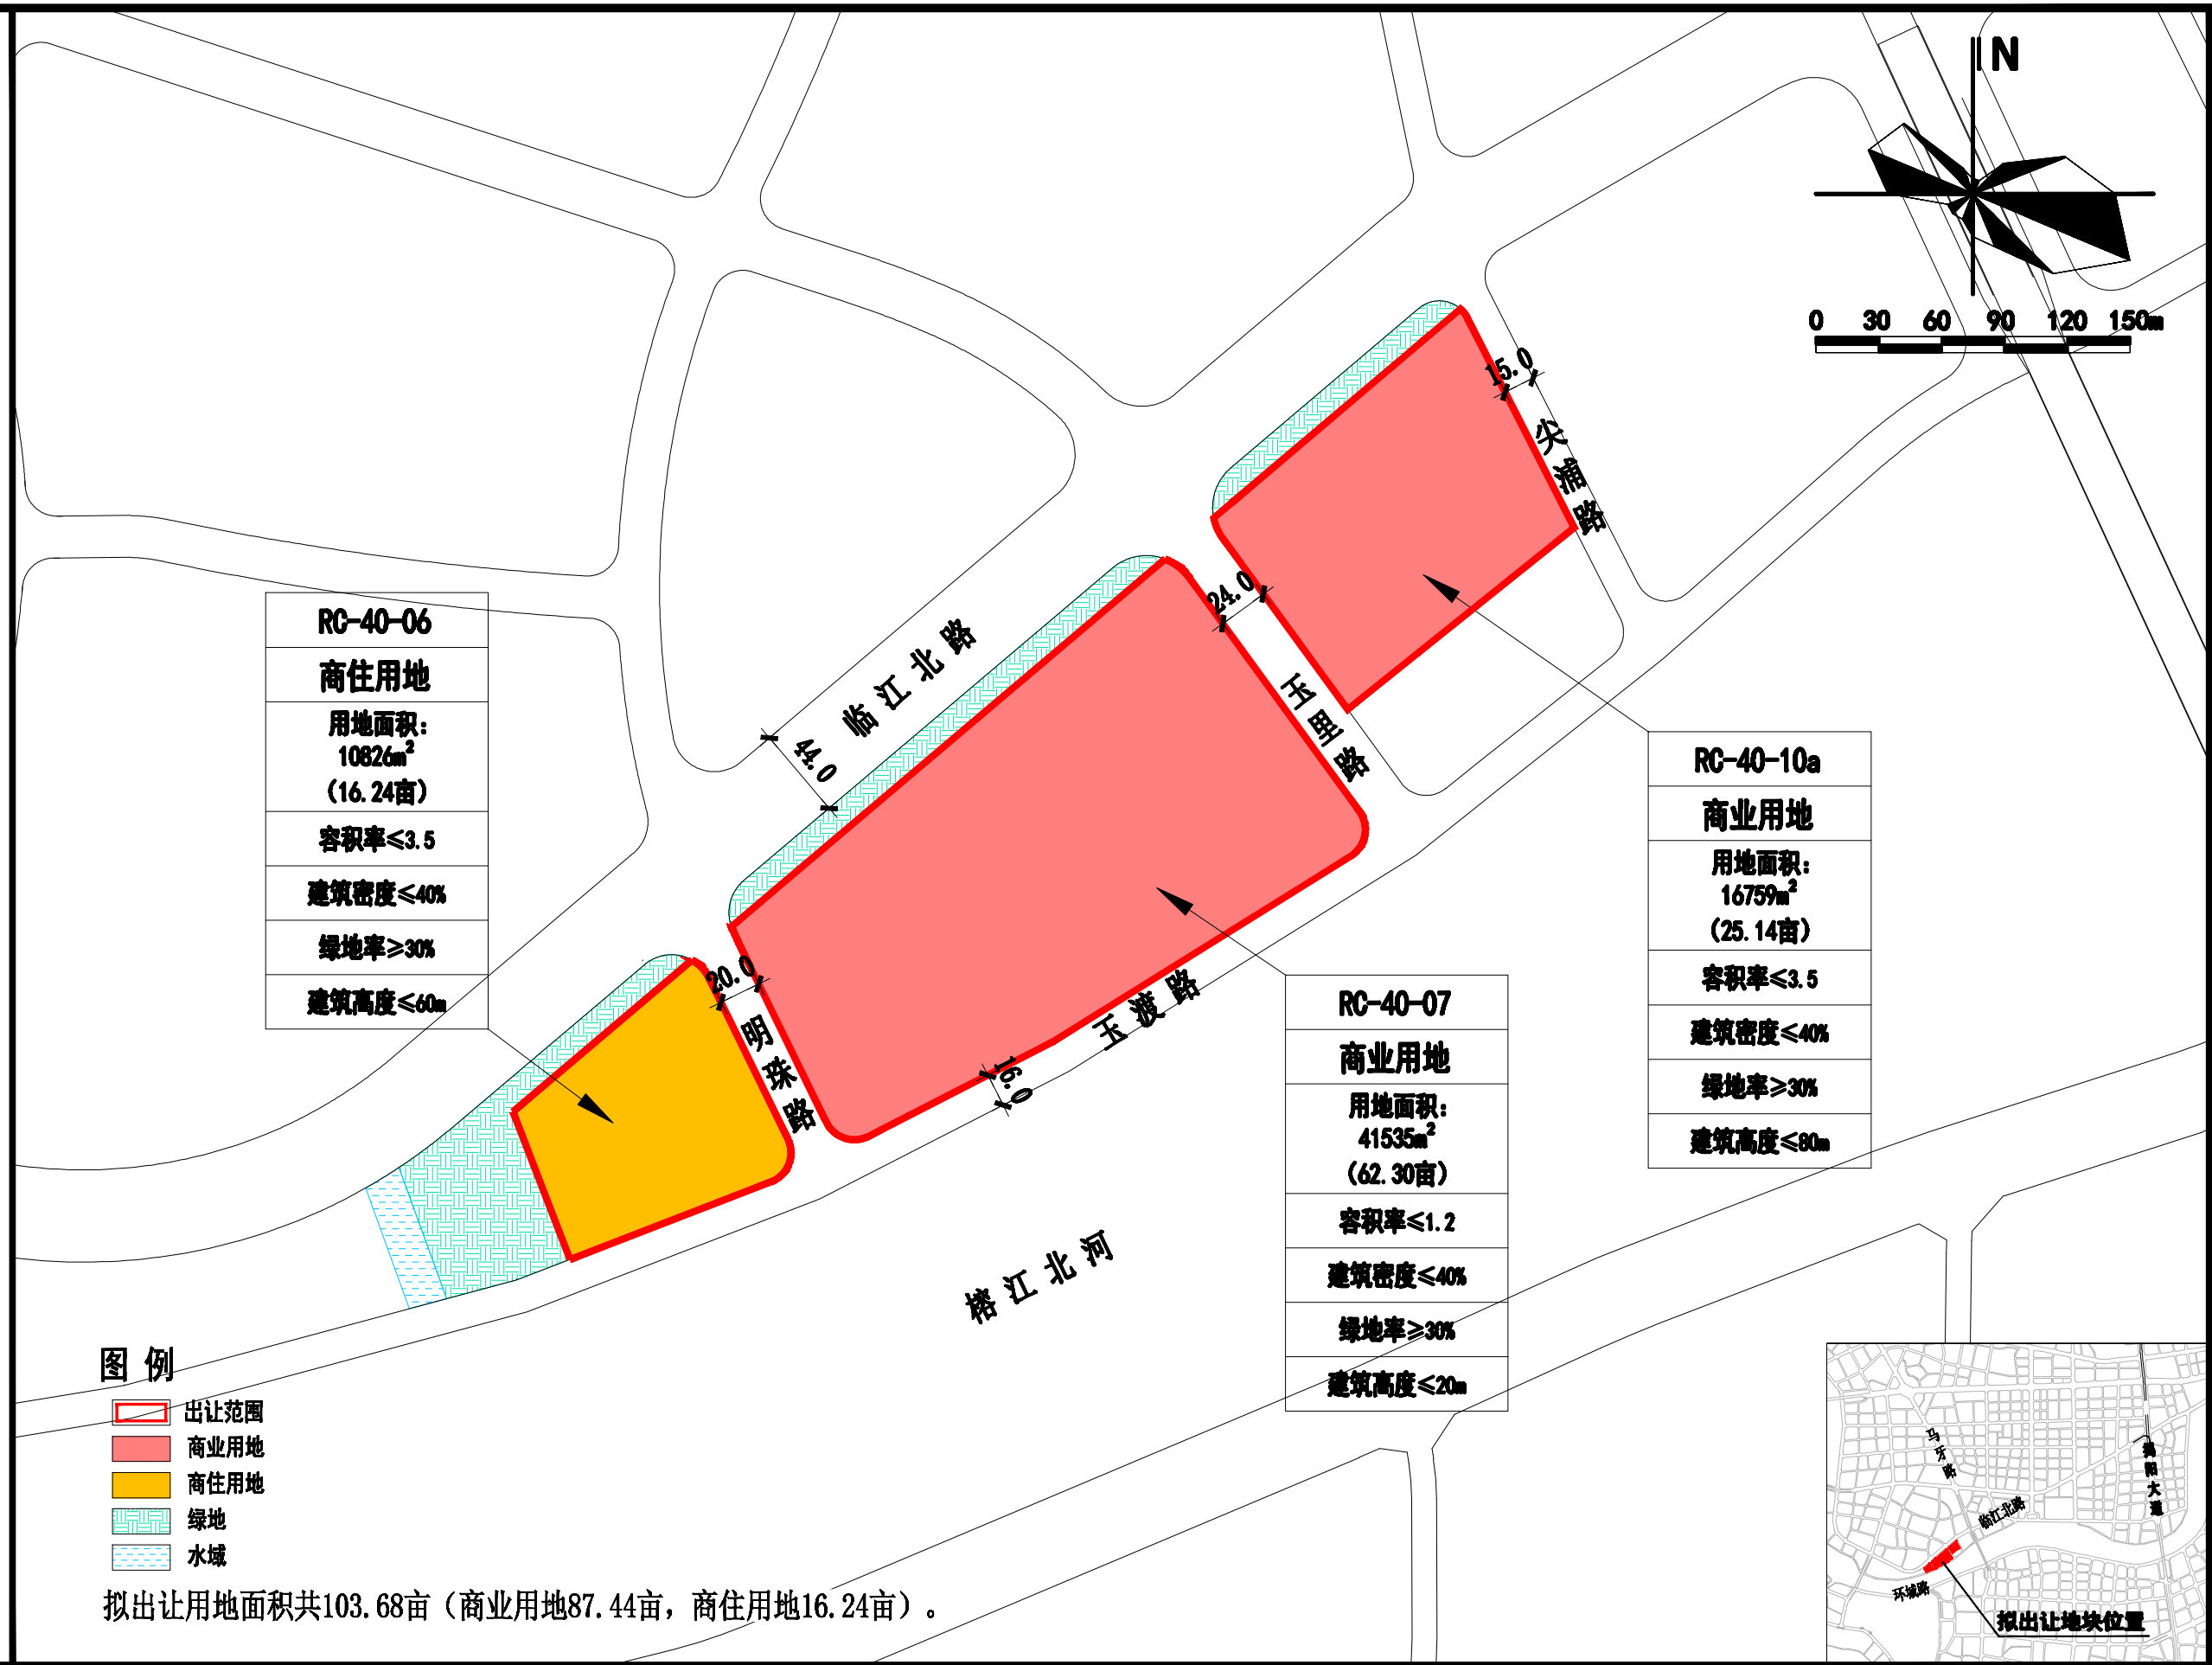 N
0 30 60 90 120 150m
15.0
尖浦路
24.0
玉里路
临江北路
44.0
20.0
明珠路
玉渡路
16.0
榕江北河
RC-40-06
商住用地
用地面积:
10826m²
(16.24亩)
容积率≤3.5
建筑密度≤40%
绿地率≥30%
建筑高度≤60m
RC-40-10a
商业用地
用地面积:
16759m²
(25.14亩)
容积率≤3.5
建筑密度≤40%
绿地率≥30%
建筑高度≤80m
RC-40-07
商业用地
用地面积:
41535m²
(62.30亩)
容积率≤1.2
建筑密度≤40%
绿地率≥30%
建筑高度≤20m
图 例
出让范围
商业用地
商住用地
绿地
水域
拟出让用地面积共103.68亩（商业用地87.44亩，商住用地16.24亩）。
马牙路
揭阳大道
临江北路
环城路
拟出让地块位置